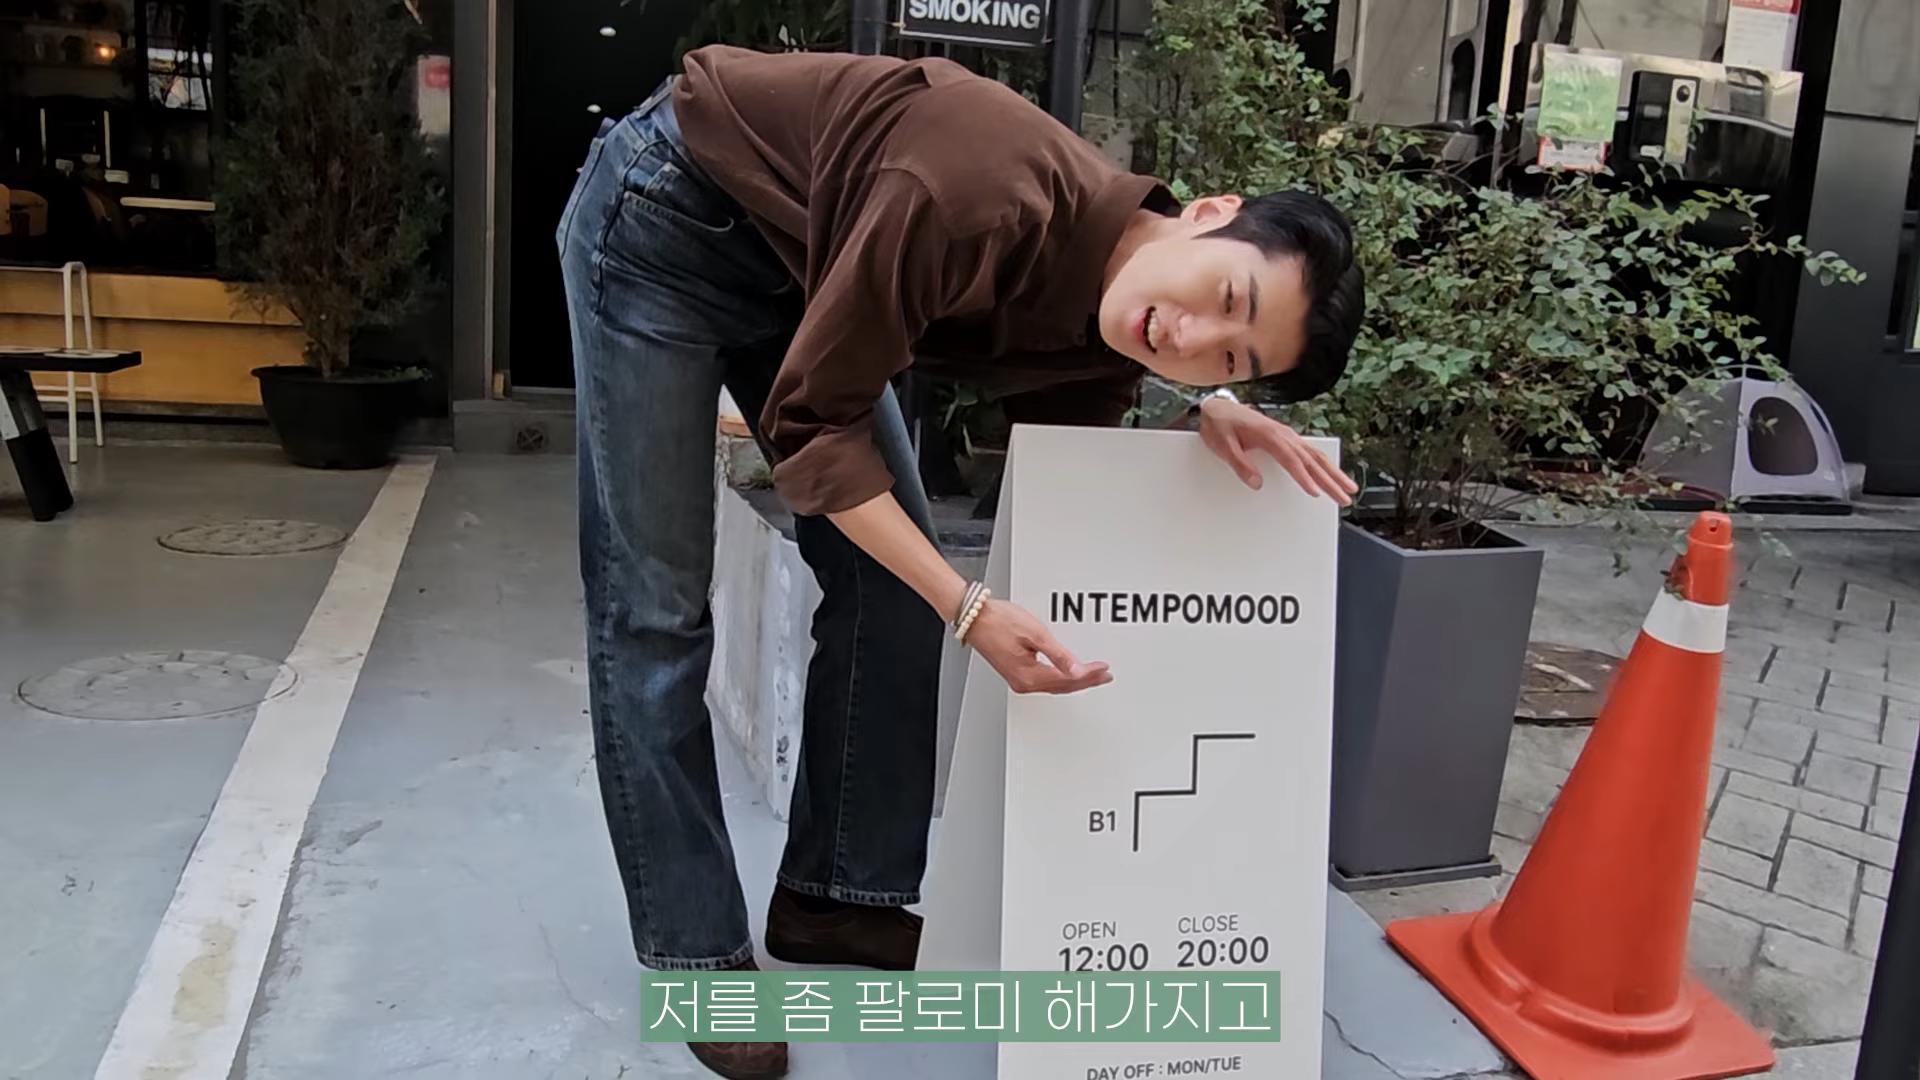 SMOKING
INTEMPOMOOD
B1
OPEN CLOSE
12:00 20:00
저를 좀 팔로미 해가지고
DAY OFF : MON/TUE